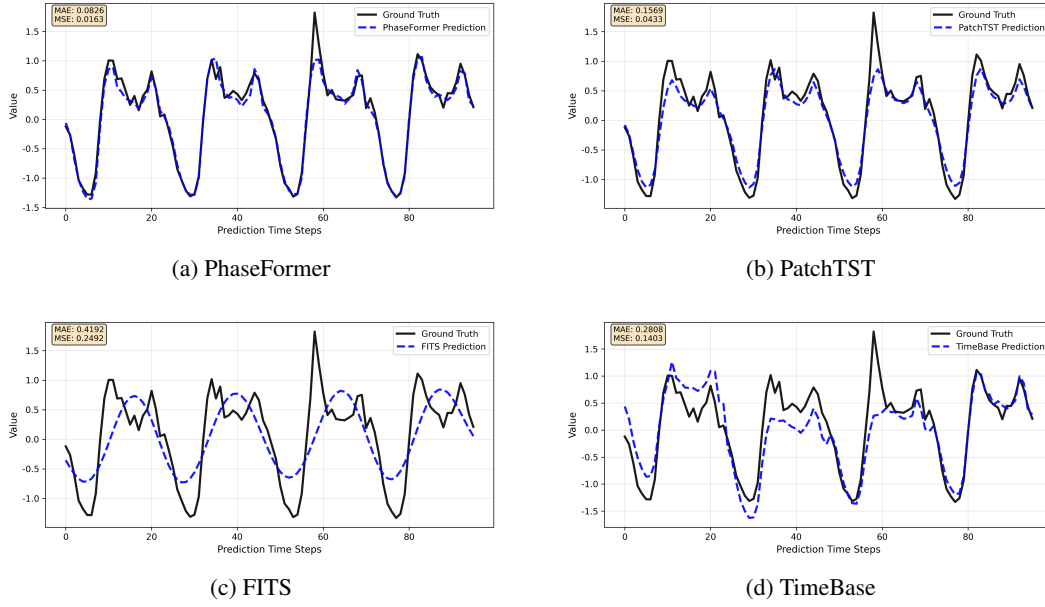 MAE: 0.0826
MSE: 0.0163
Ground Truth
PhaseFormer Prediction
1.5
1.0
0.5
0.0
-0.5
-1.0
-1.5
Value
0 20 40 60 80
Prediction Time Steps
(a) PhaseFormer
MAE: 0.1569
MSE: 0.0433
Ground Truth
PatchTST Prediction
1.5
1.0
0.5
0.0
-0.5
-1.0
Value
0 20 40 60 80
Prediction Time Steps
(b) PatchTST
MAE: 0.4192
MSE: 0.2492
Ground Truth
FITS Prediction
1.5
1.0
0.5
0.0
-0.5
-1.0
Value
0 20 40 60 80
Prediction Time Steps
(c) FITS
MAE: 0.2808
MSE: 0.1403
Ground Truth
TimeBase Prediction
1.5
1.0
0.5
0.0
-0.5
-1.0
-1.5
Value
0 20 40 60 80
Prediction Time Steps
(d) TimeBase